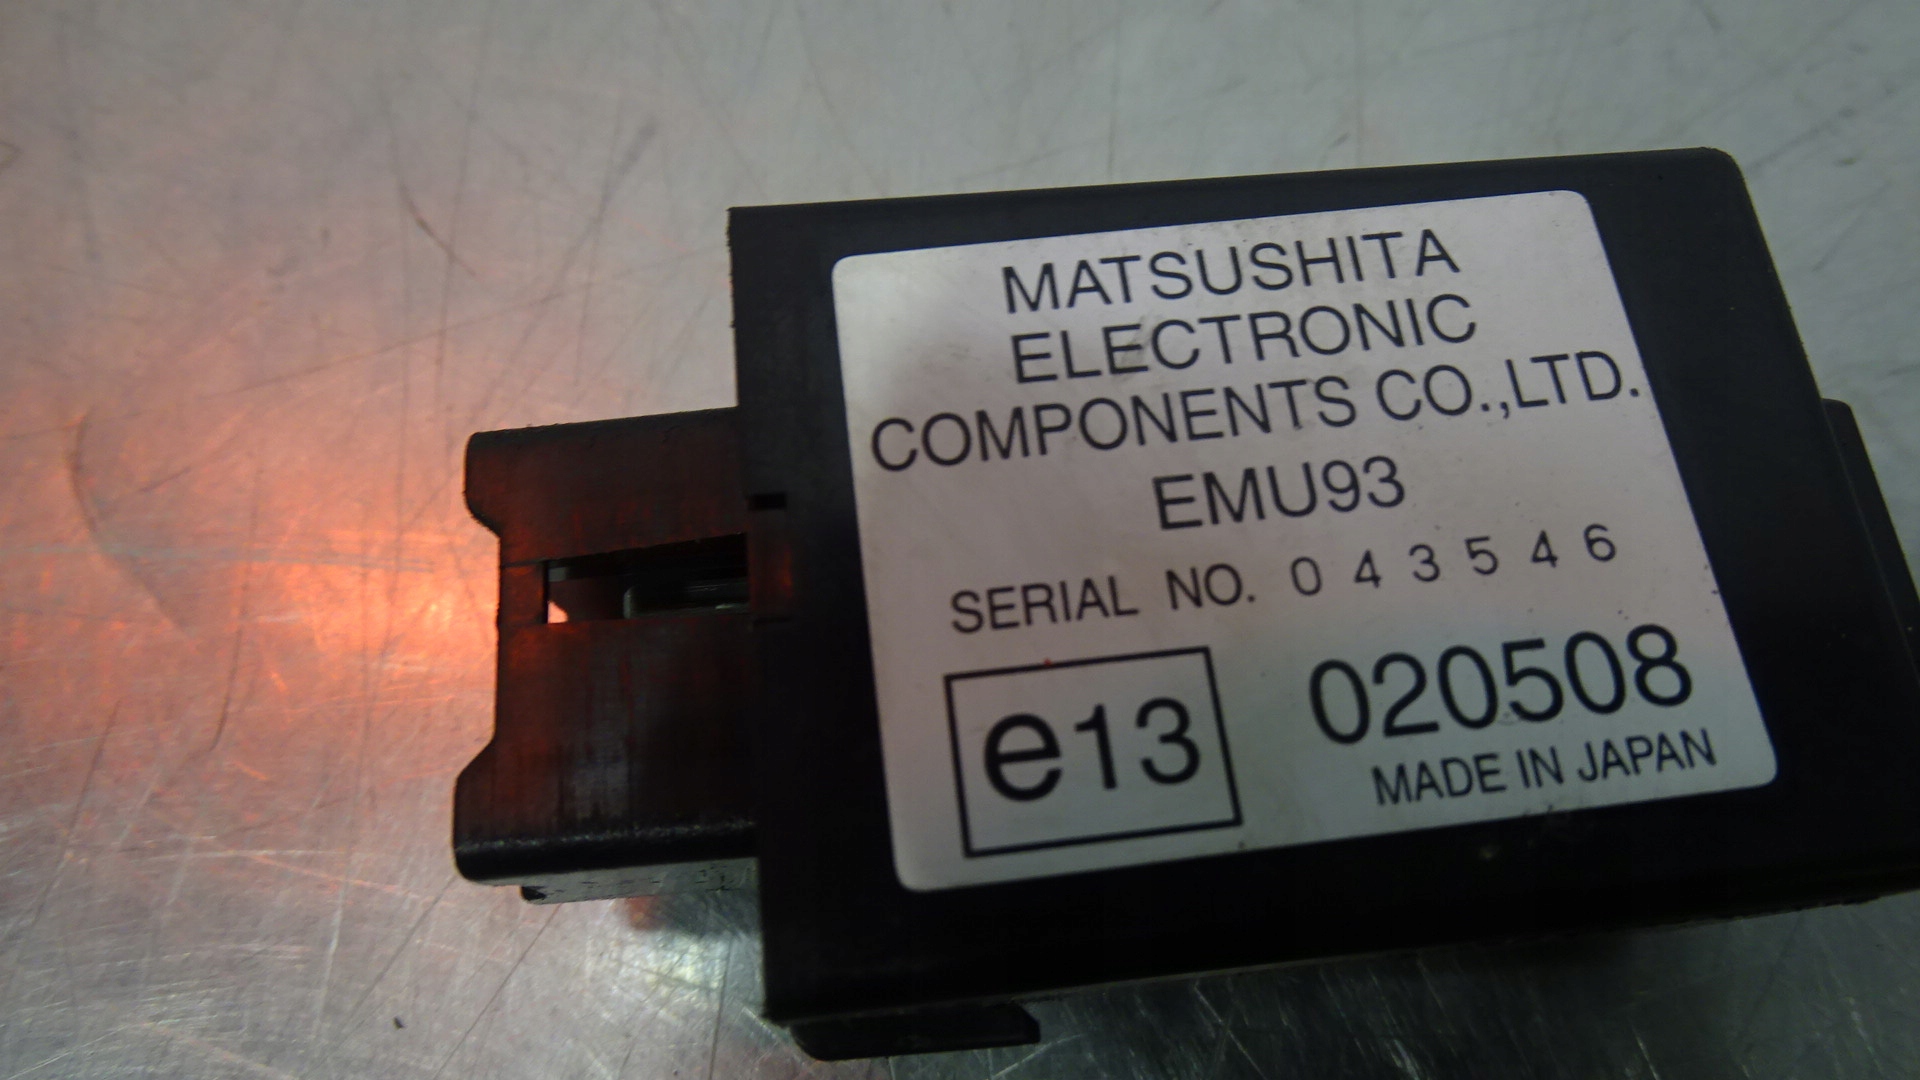 MATSUSHITA
ELECTRONIC
COMPONENTS CO.,LTD.
EMU93
SERIAL NO. 0 4 3 5 4 6
e13 020508
MADE IN JAPAN